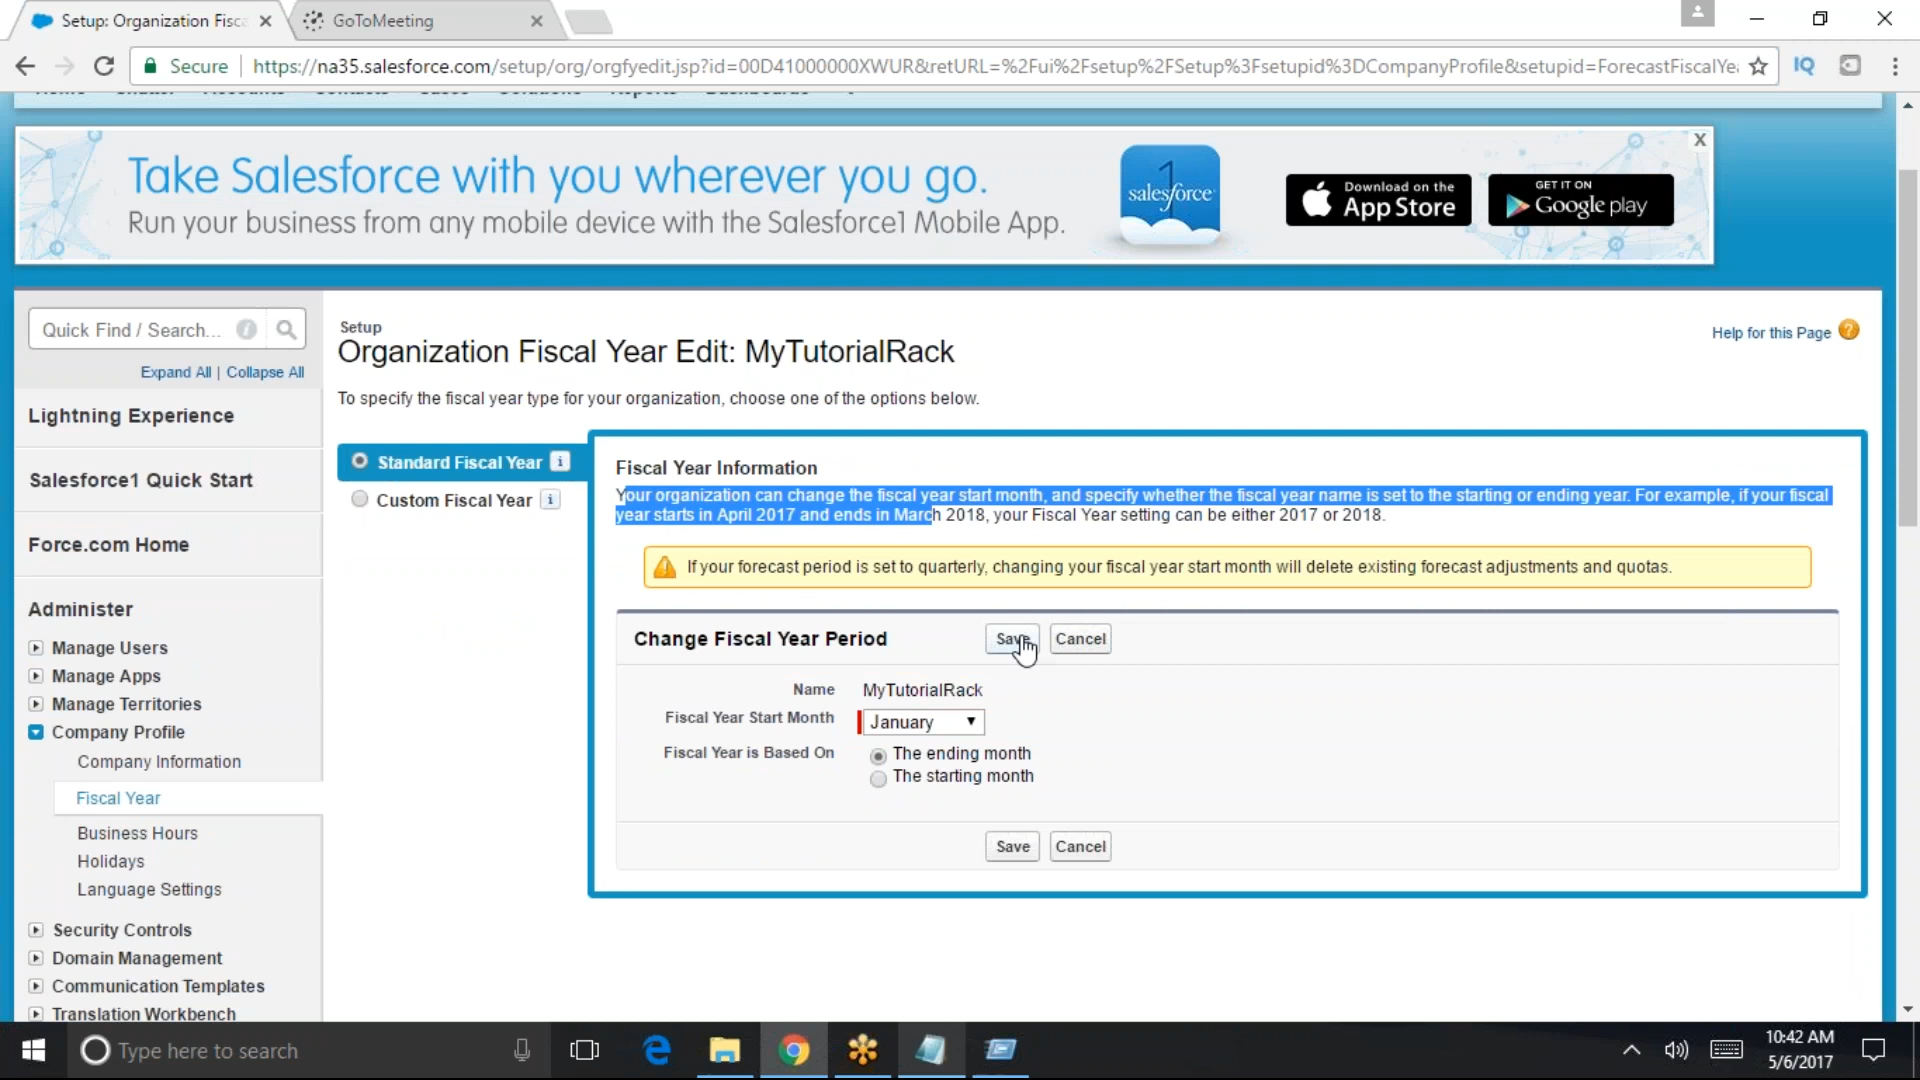 Setup: Organization Fisca
GoToMeeting
Secure
https://na35.salesforce.com/setup/org/orgfyedit.jsp?id=00D41000000XWUR&retURL=%2Fui%2Fsetup%2FSetup%3Fsetupid%3DCompanyProfile&setupid=ForecastFiscalYea
IQ
Take Salesforce with you wherever you go.
Run your business from any mobile device with the Salesforce1 Mobile App.
1
salesforce
Download on the
App Store
GET IT ON
Google play
X
Quick Find / Search...
Expand All | Collapse All
Lightning Experience
Salesforce1 Quick Start
Force.com Home
Administer
Manage Users
Manage Apps
Manage Territories
Company Profile
Company Information
Fiscal Year
Business Hours
Holidays
Language Settings
Security Controls
Domain Management
Communication Templates
Translation Workbench
Setup
Organization Fiscal Year Edit: MyTutorialRack
Help for this Page
To specify the fiscal year type for your organization, choose one of the options below.
Standard Fiscal Year
Custom Fiscal Year
Fiscal Year Information
Your organization can change the fiscal year start month, and specify whether the fiscal year name is set to the starting or ending year. For example, if your fiscal
year starts in April 2017 and ends in March 2018, your Fiscal Year setting can be either 2017 or 2018.
If your forecast period is set to quarterly, changing your fiscal year start month will delete existing forecast adjustments and quotas.
Change Fiscal Year Period
Save
Cancel
Name
MyTutorialRack
Fiscal Year Start Month
January
Fiscal Year is Based On
The ending month
The starting month
Save
Cancel
Type here to search
10:42 AM
5/6/2017